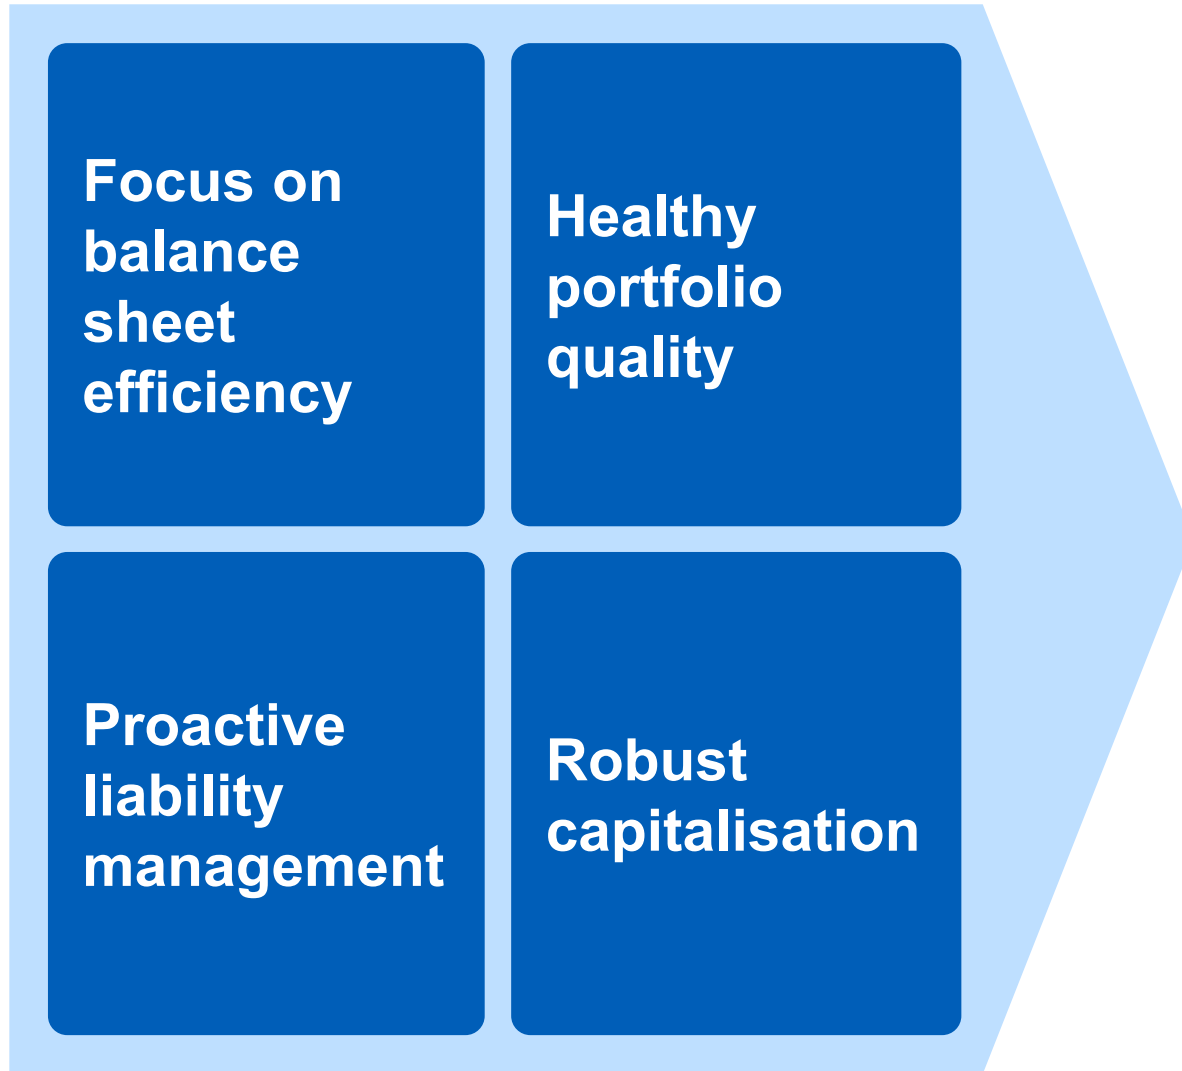 Focus on
balance
sheet
efficiency
Healthy
portfolio
quality
Proactive
liability
management
Robust
capitalisation